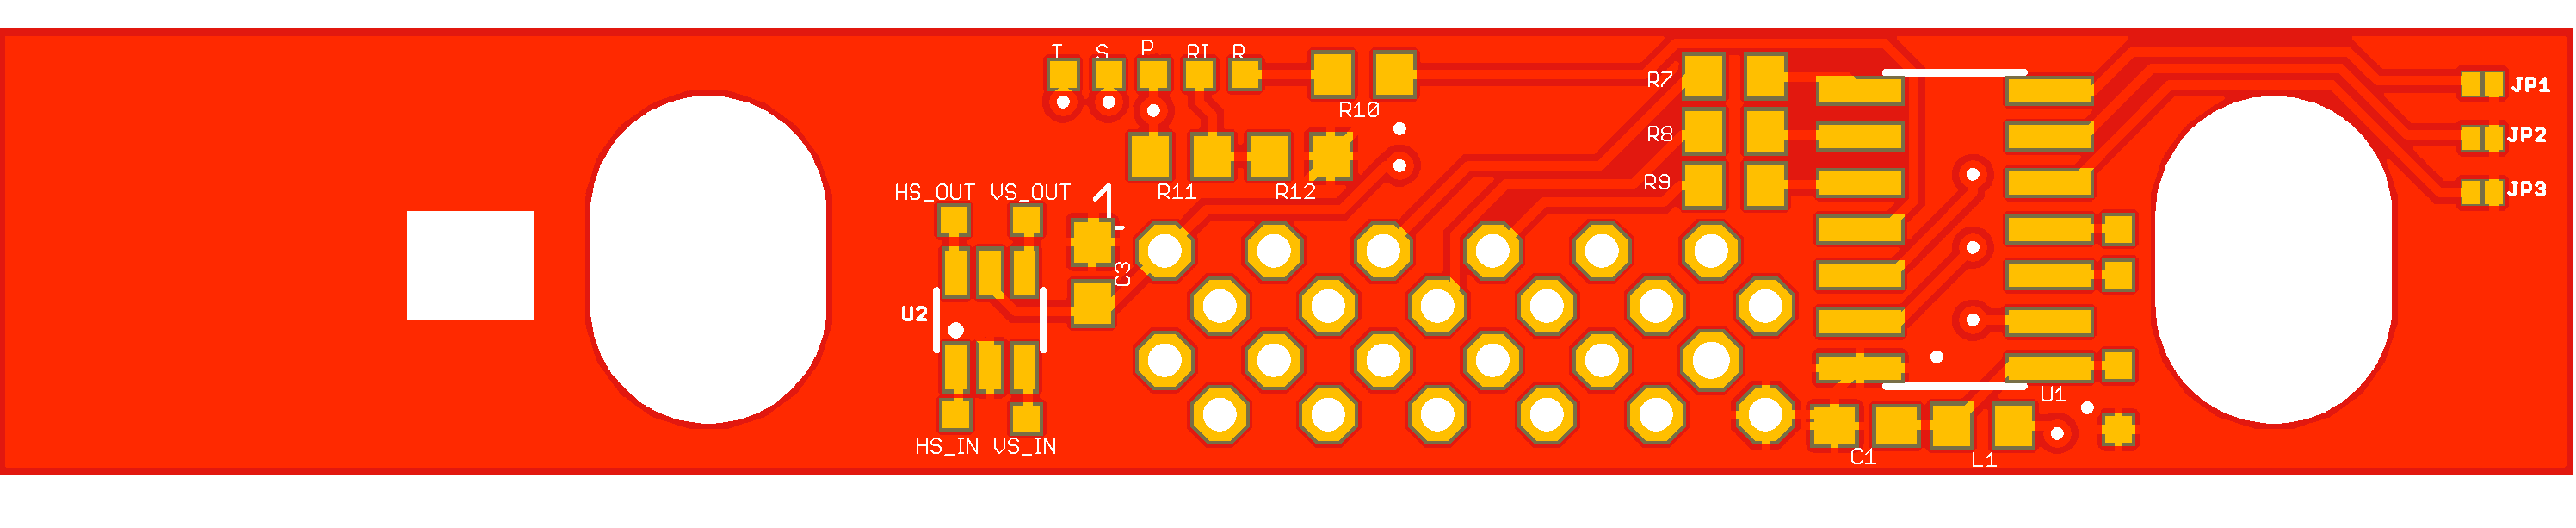 T S P RI R
R10
R7
JP1
R8
JP2
R9
JP3
R11 R12
HS_OUT VS_OUT
1
C3
U2
U1
HS_IN VS_IN
C1 L1